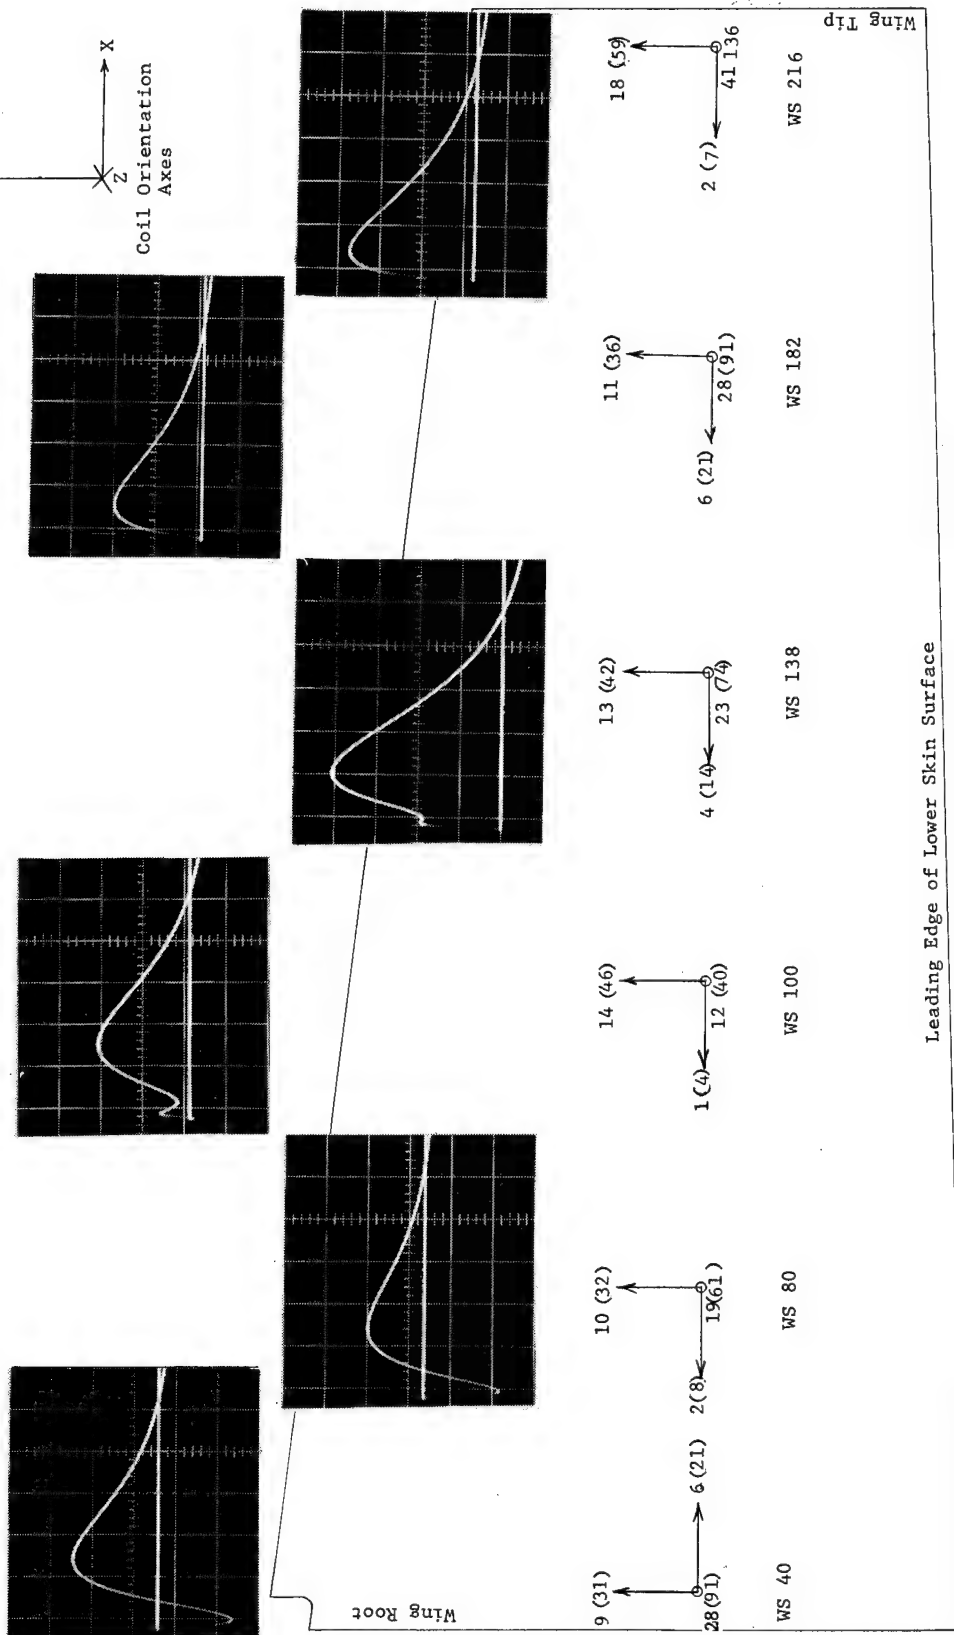 X
Z
Coil Orientation
Axes
9 (31)
6 (21)
28(91)
WS 40
10 (32)
2(8)
19(61)
WS 80
14 (46)
1(4)
12 (40)
WS 100
13 (42)
4 (14)
23 (74)
WS 138
11 (36)
6 (21)
28(91)
WS 182
18 (59)
2 (7)
41 136
WS 216
Wing Root
Wing Tip
Leading Edge of Lower Skin Surface